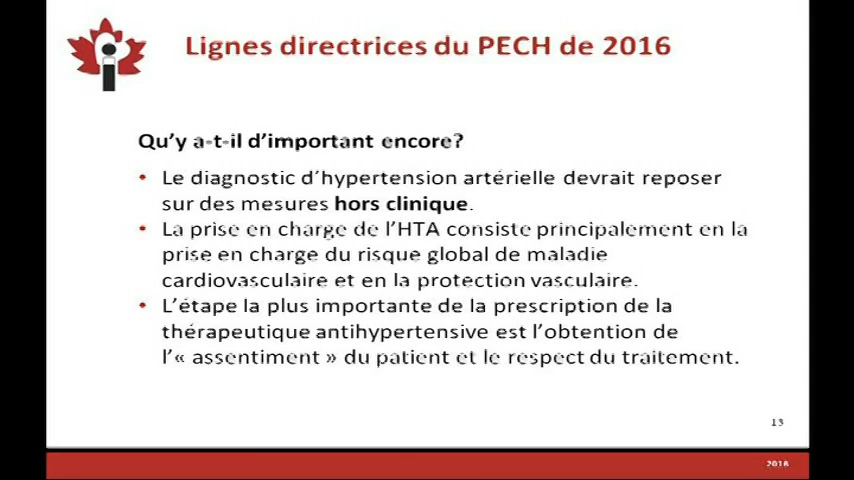 Lignes directrices du PECH de 2016
Qu’y a-t-il d’important encore?
• Le diagnostic d’hypertension artérielle devrait reposer
sur des mesures hors clinique.
• La prise en charge de l’HTA consiste principalement en la
prise en charge du risque global de maladie
cardiovasculaire et en la protection vasculaire.
• L’étape la plus importante de la prescription de la
thérapeutique antihypertensive est l’obtention de
l’« assentiment » du patient et le respect du traitement.
13
2016